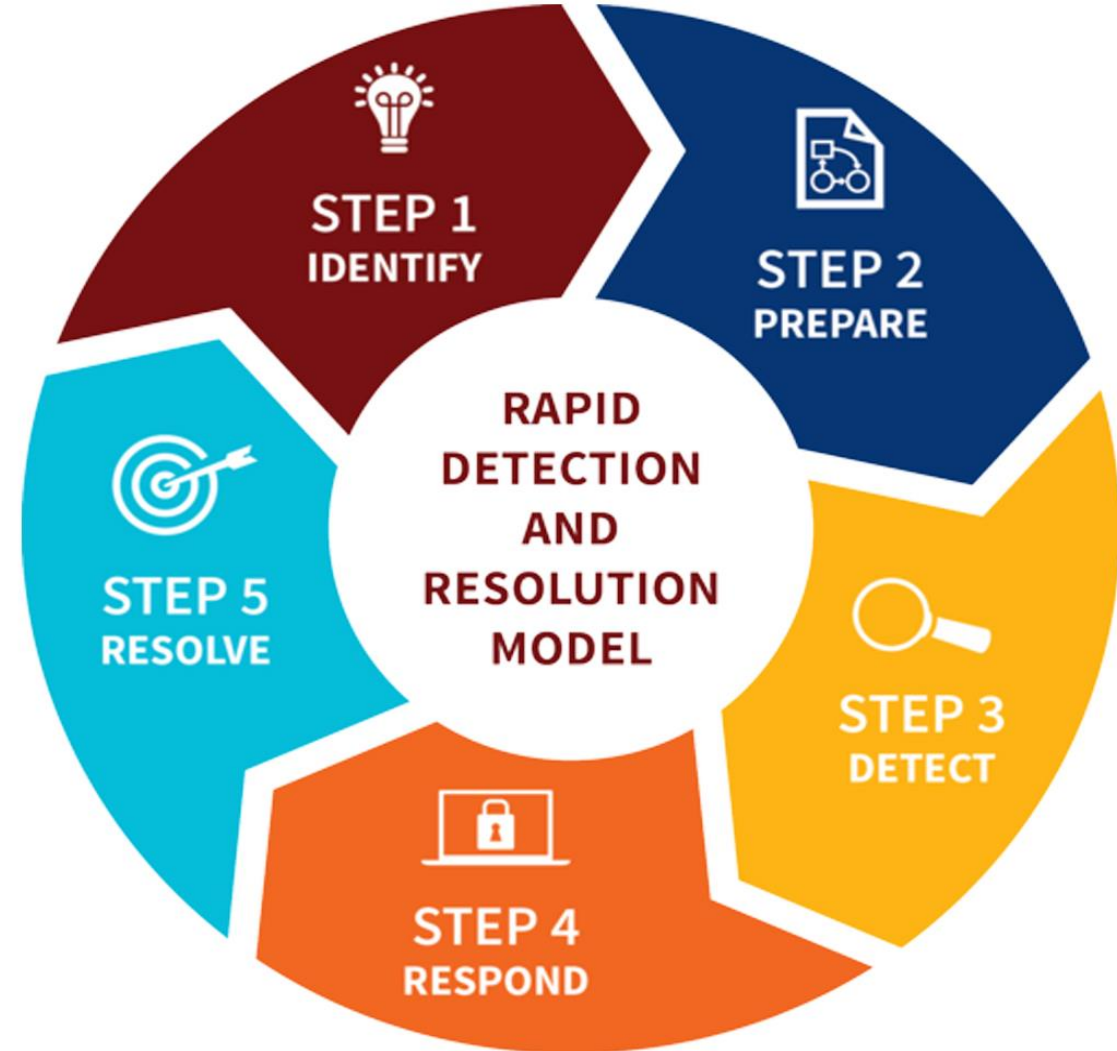 STEP 1
IDENTIFY
STEP 2
PREPARE
STEP 3
DETECT
STEP 4
RESPOND
STEP 5
RESOLVE
RAPID
DETECTION
AND
RESOLUTION
MODEL